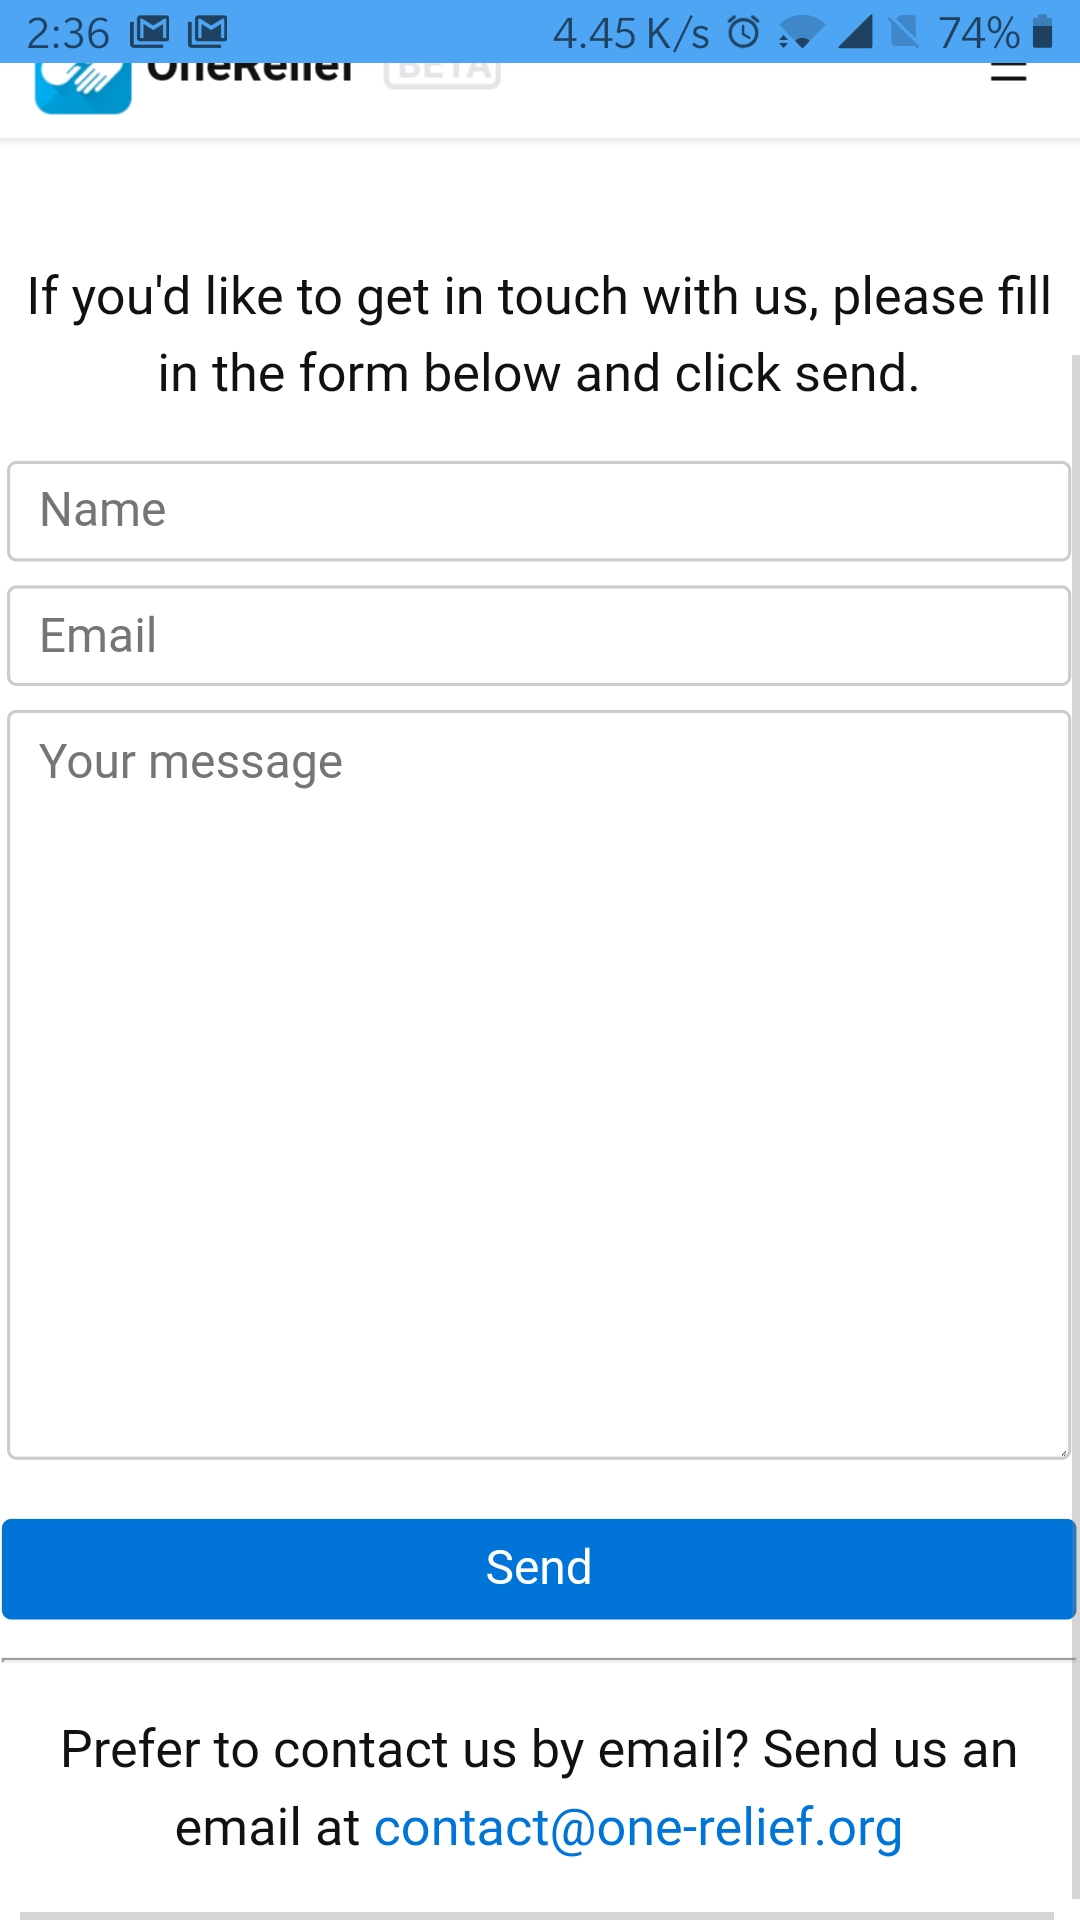 2:36 4.45 K/s 74%
OneRelief BETA
If you'd like to get in touch with us, please fill
in the form below and click send.
Name
Email
Your message
Send
Prefer to contact us by email? Send us an
email at contact@one-relief.org